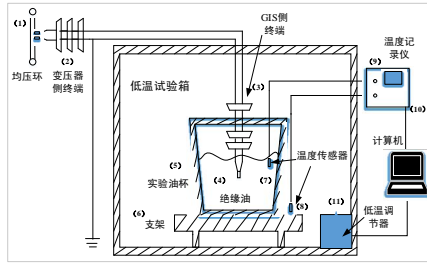 (1)
均压环
(2)
变压器
侧终端
GIS侧
终端
(3)
低温试验箱
(4)
绝缘油
(5)
实验油杯
(6)
支架
(7)
温度传感器
(8)
温度记
录仪
(9)
(10)
计算机
(11)
低温调
节器